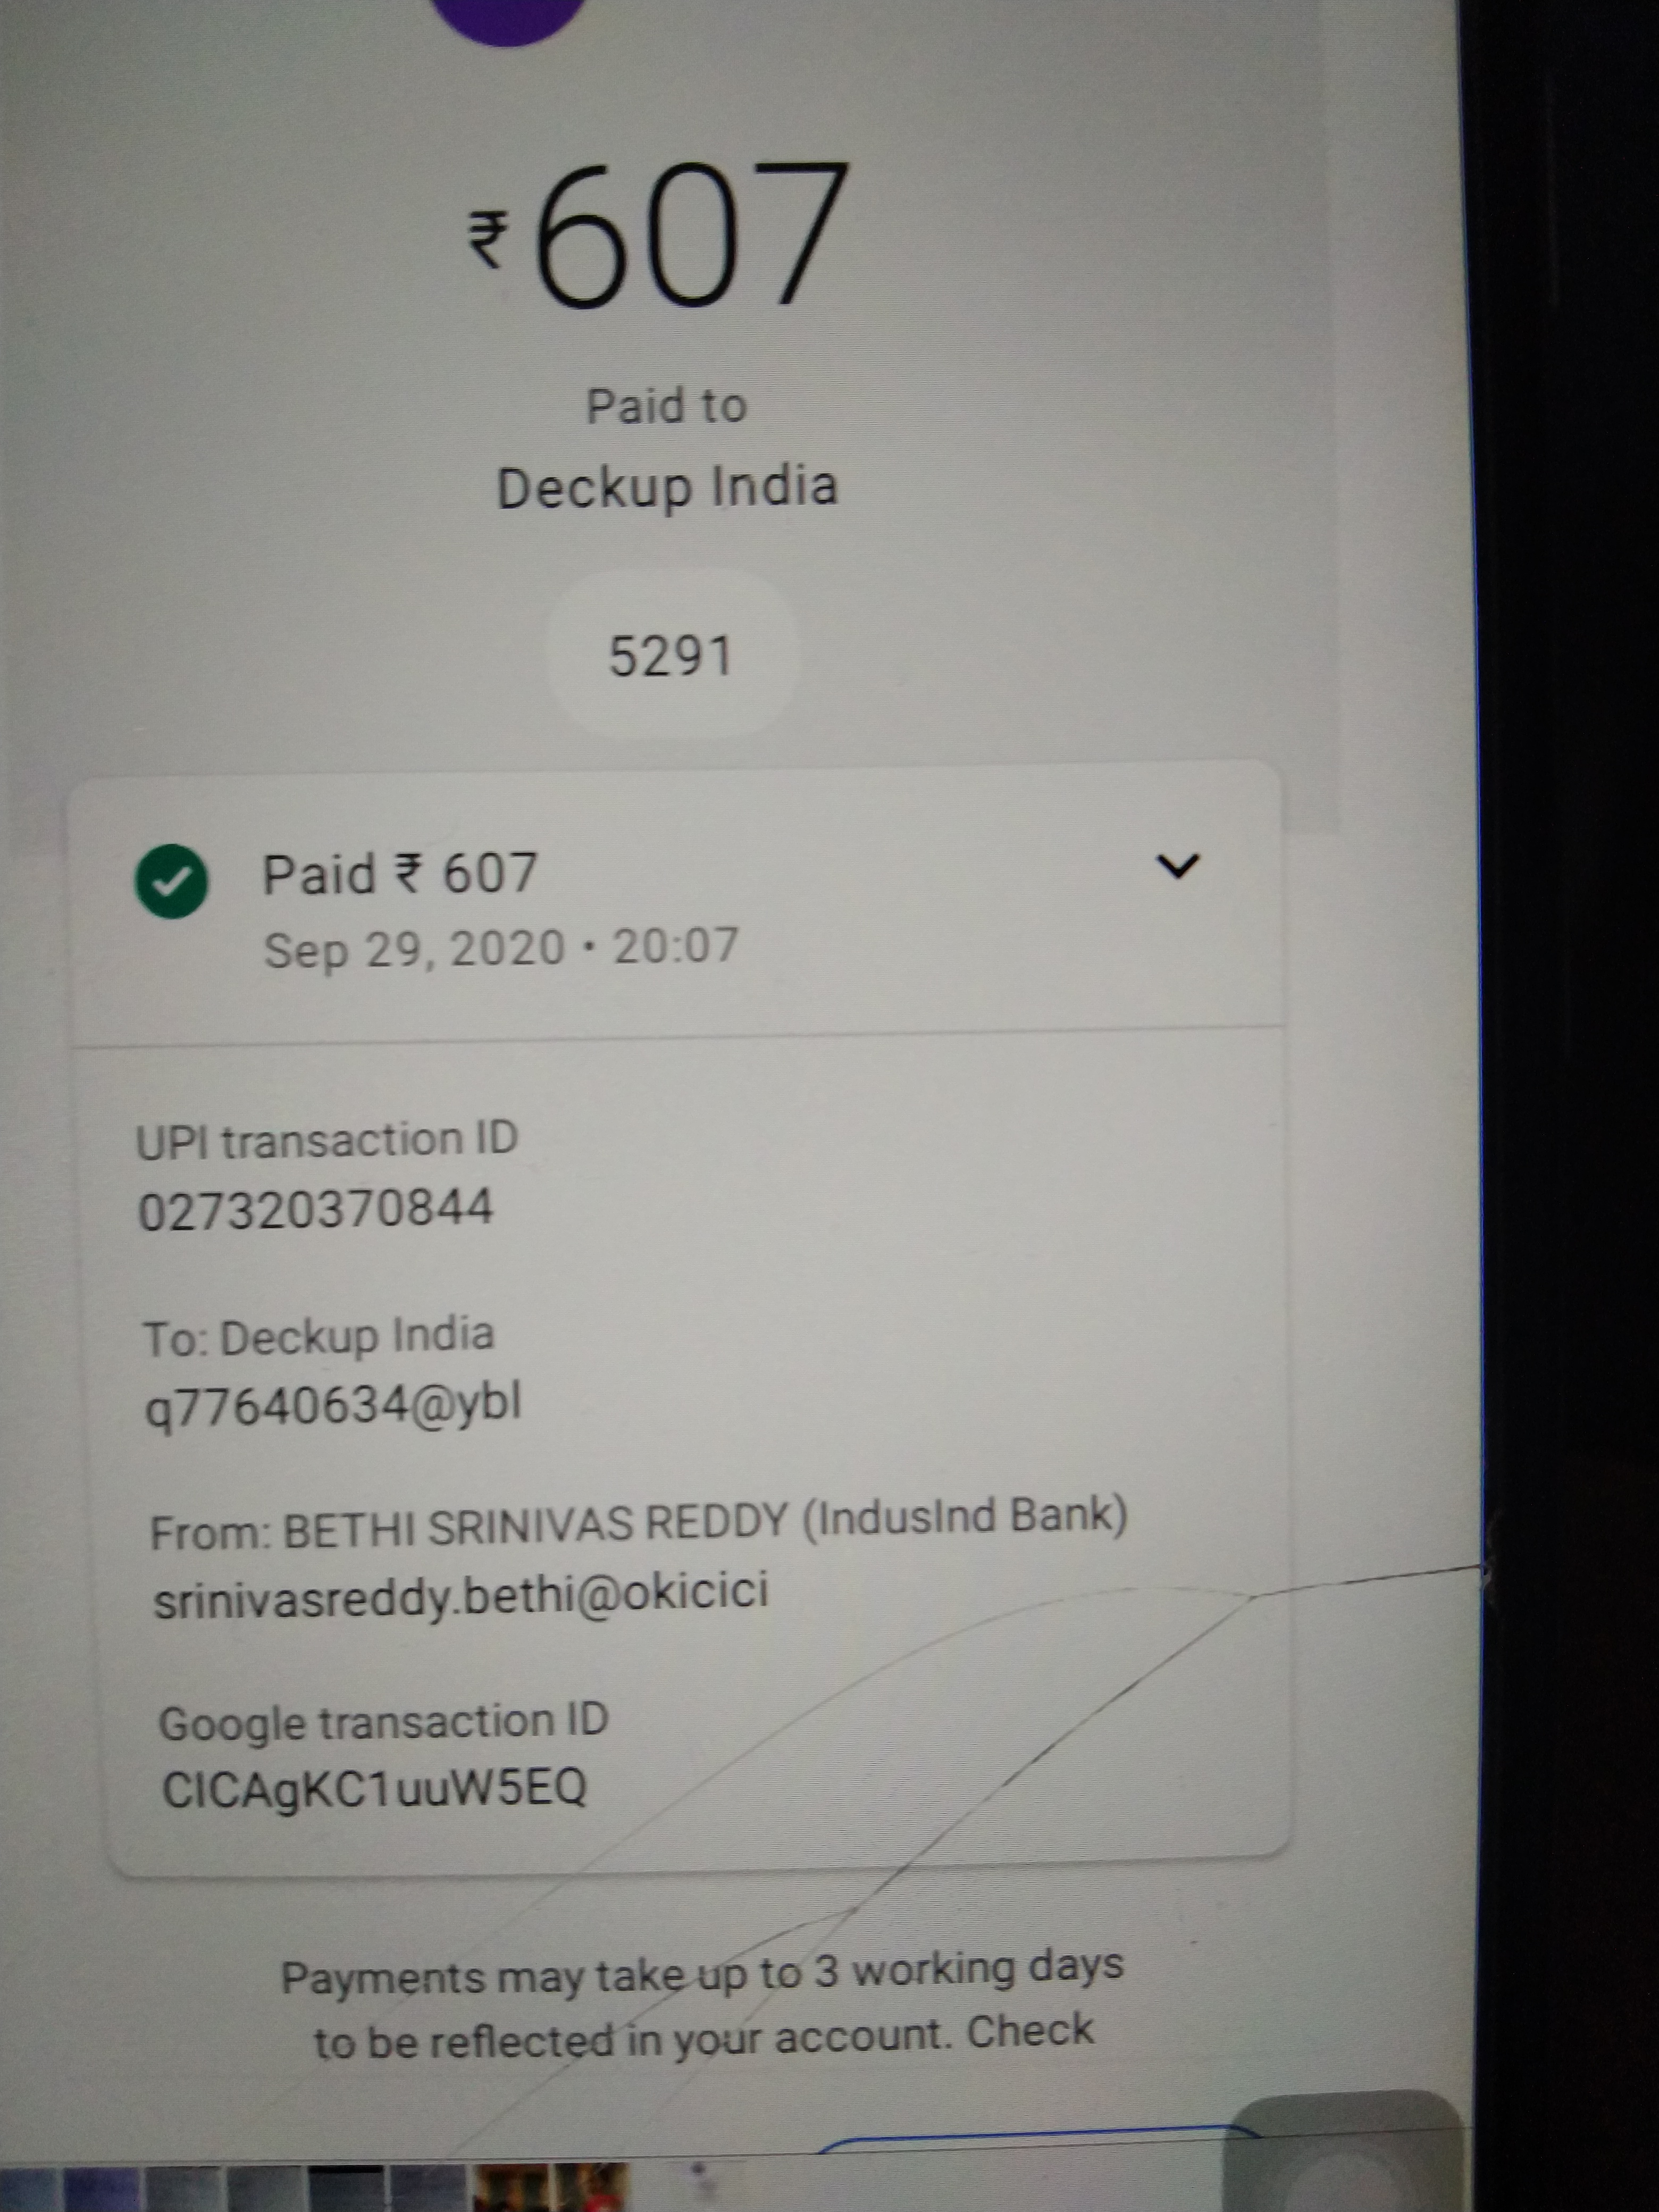 ₹607
Paid to
Deckup India
5291
Paid ₹ 607
Sep 29, 2020 • 20:07
UPI transaction ID
027320370844
To: Deckup India
q77640634@ybl
From: BETHI SRINIVAS REDDY (IndusInd Bank)
srinivasreddy.bethi@okicici
Google transaction ID
CICAgKC1uuW5EQ
Payments may take up to 3 working days
to be reflected in your account. Check